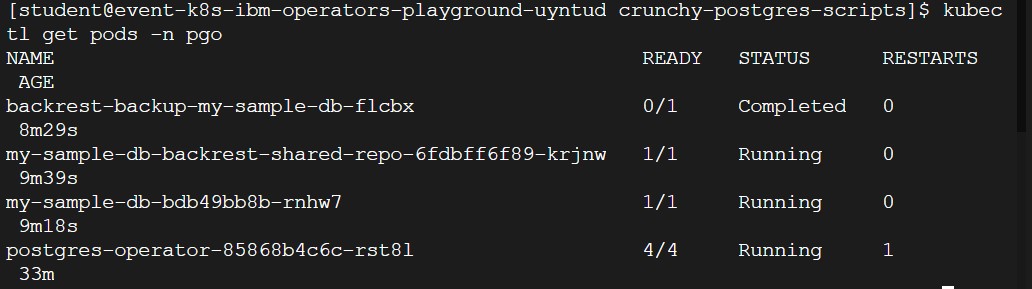 [student@event-k8s-ibm-operators-playground-uyntud crunchy-postgres-scripts]$ kubec
tl get pods -n pgo
NAME READY STATUS RESTARTS
AGE
backrest-backup-my-sample-db-flcbx 0/1 Completed 0
8m29s
my-sample-db-backrest-shared-repo-6fdbff6f89-krjnw 1/1 Running 0
9m39s
my-sample-db-bdb49bb8b-rnhw7 1/1 Running 0
9m18s
postgres-operator-85868b4c6c-rst8l 4/4 Running 1
33m